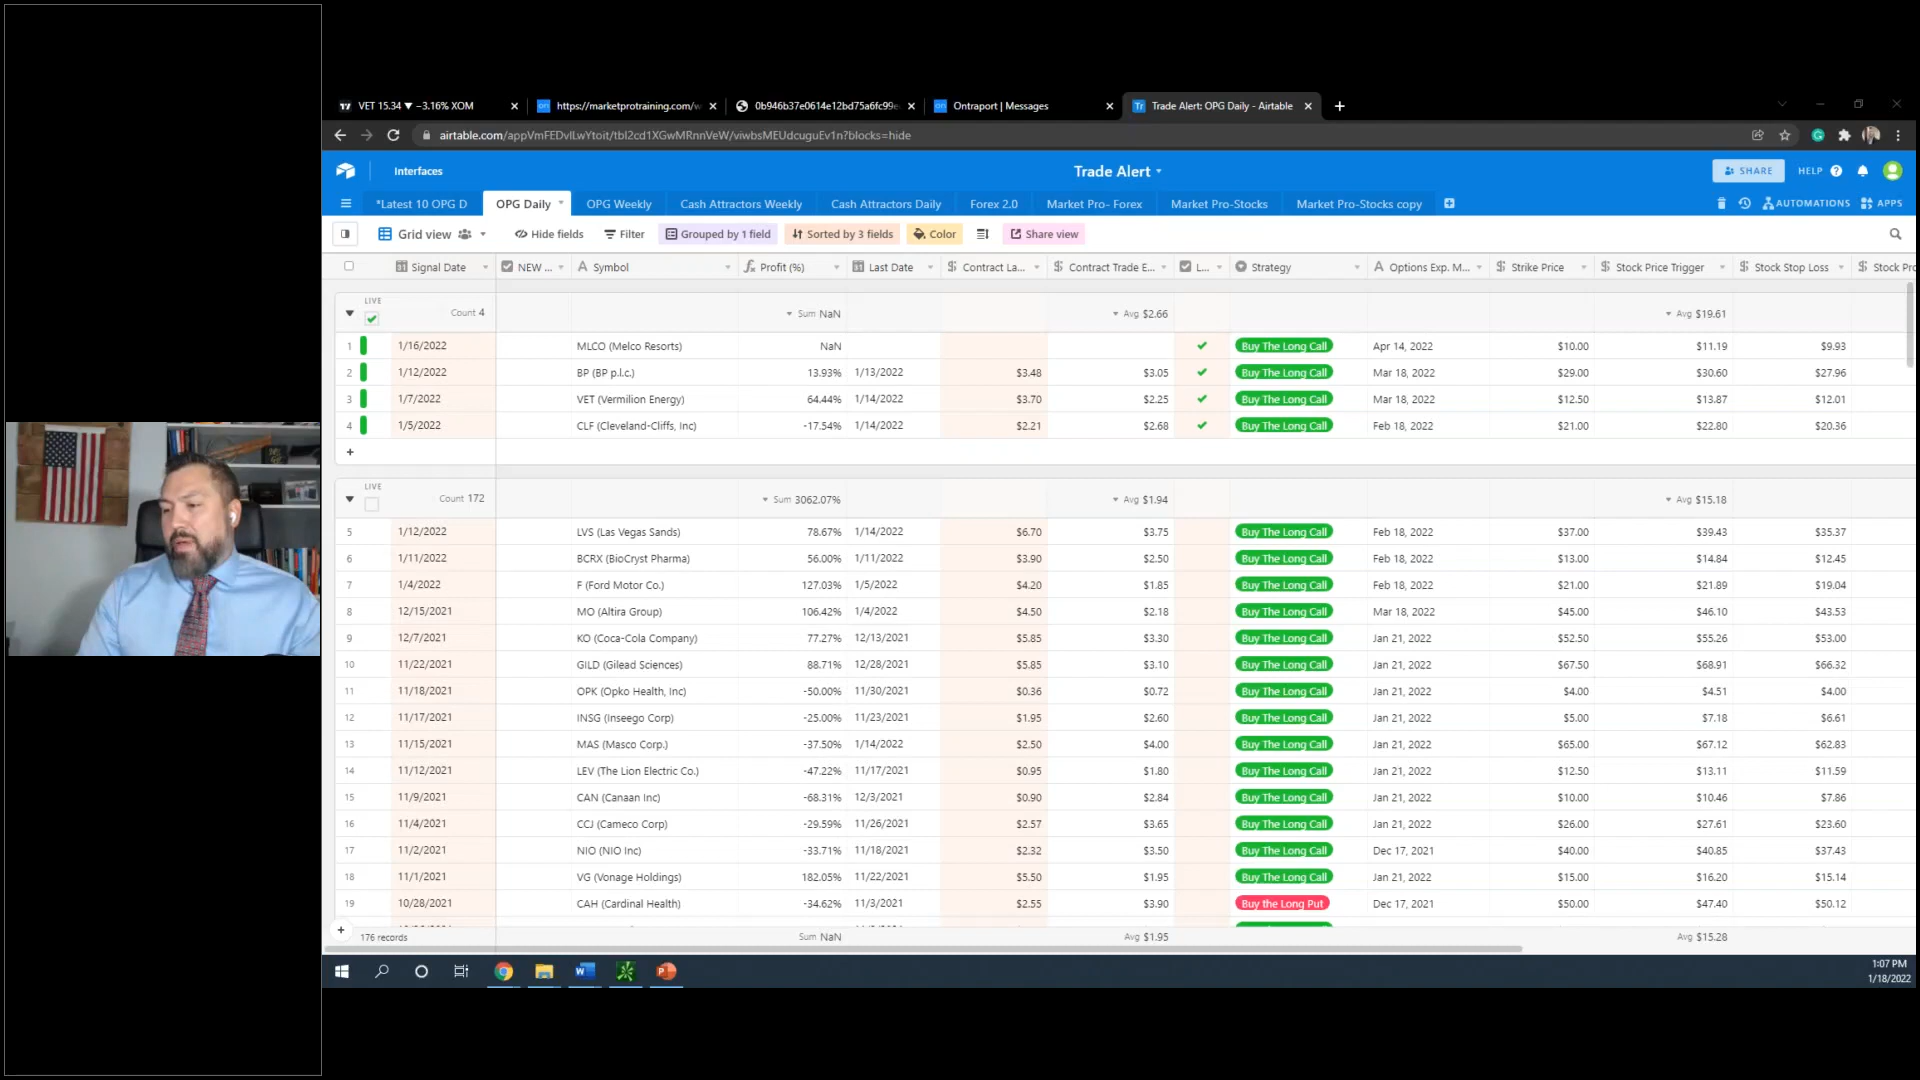 VET 15.34 ▼ −3.16% XOM
https://marketprotraining.com/w
0b946b37e0614e12bd75a6fc99e
Ontraport | Messages
Trade Alert: OPG Daily - Airtable
airtable.com/appVmFEDvlLwYtoit/tbl2cd1XGwMRnnVeW/viwbsMEUdcuguEv1n?blocks=hide
Interfaces
Trade Alert
SHARE
HELP
*Latest 10 OPG D
OPG Daily
OPG Weekly
Cash Attractors Weekly
Cash Attractors Daily
Forex 2.0
Market Pro- Forex
Market Pro-Stocks
Market Pro-Stocks copy
AUTOMATIONS
APPS
Grid view
Hide fields
Filter
Grouped by 1 field
Sorted by 3 fields
Color
Share view
Signal Date NEW ... Symbol Profit (%) Last Date Contract La... Contract Trade E... L... Strategy Options Exp. M... Strike Price Stock Price Trigger Stock Stop Loss Stock Pr
LIVE
Count 4 Sum NaN Avg $2.66 Avg $19.61
1 1/16/2022 MLCO (Melco Resorts) NaN Buy The Long Call Apr 14, 2022 $10.00 $11.19 $9.93
2 1/12/2022 BP (BP p.l.c.) 13.93% 1/13/2022 $3.48 $3.05 Buy The Long Call Mar 18, 2022 $29.00 $30.60 $27.96
3 1/7/2022 VET (Vermilion Energy) 64.44% 1/14/2022 $3.70 $2.25 Buy The Long Call Mar 18, 2022 $12.50 $13.87 $12.01
4 1/5/2022 CLF (Cleveland-Cliffs, Inc) -17.54% 1/14/2022 $2.21 $2.68 Buy The Long Call Feb 18, 2022 $21.00 $22.80 $20.36
LIVE
Count 172 Sum 3062.07% Avg $1.94 Avg $15.18
5 1/12/2022 LVS (Las Vegas Sands) 78.67% 1/14/2022 $6.70 $3.75 Buy The Long Call Feb 18, 2022 $37.00 $39.43 $35.37
6 1/11/2022 BCRX (BioCryst Pharma) 56.00% 1/11/2022 $3.90 $2.50 Buy The Long Call Feb 18, 2022 $13.00 $14.84 $12.45
7 1/4/2022 F (Ford Motor Co.) 127.03% 1/5/2022 $4.20 $1.85 Buy The Long Call Feb 18, 2022 $21.00 $21.89 $19.04
8 12/15/2021 MO (Altira Group) 106.42% 1/4/2022 $4.50 $2.18 Buy The Long Call Mar 18, 2022 $45.00 $46.10 $43.53
9 12/7/2021 KO (Coca-Cola Company) 77.27% 12/13/2021 $5.85 $3.30 Buy The Long Call Jan 21, 2022 $52.50 $55.26 $53.00
10 11/22/2021 GILD (Gilead Sciences) 88.71% 12/28/2021 $5.85 $3.10 Buy The Long Call Jan 21, 2022 $67.50 $68.91 $66.32
11 11/18/2021 OPK (Opko Health, Inc) -50.00% 11/30/2021 $0.36 $0.72 Buy The Long Call Jan 21, 2022 $4.00 $4.51 $4.00
12 11/17/2021 INSG (Inseego Corp) -25.00% 11/23/2021 $1.95 $2.60 Buy The Long Call Jan 21, 2022 $5.00 $7.18 $6.61
13 11/15/2021 MAS (Masco Corp.) -37.50% 1/14/2022 $2.50 $4.00 Buy The Long Call Jan 21, 2022 $65.00 $67.12 $62.83
14 11/12/2021 LEV (The Lion Electric Co.) -47.22% 11/17/2021 $0.95 $1.80 Buy The Long Call Jan 21, 2022 $12.50 $13.11 $11.59
15 11/9/2021 CAN (Canaan Inc) -68.31% 12/3/2021 $0.90 $2.84 Buy The Long Call Jan 21, 2022 $10.00 $10.46 $7.86
16 11/4/2021 CCJ (Cameco Corp) -29.59% 11/26/2021 $2.57 $3.65 Buy The Long Call Jan 21, 2022 $26.00 $27.61 $23.60
17 11/2/2021 NIO (NIO Inc) -33.71% 11/18/2021 $2.32 $3.50 Buy The Long Call Dec 17, 2021 $40.00 $40.85 $37.43
18 11/1/2021 VG (Vonage Holdings) 182.05% 11/22/2021 $5.50 $1.95 Buy The Long Call Jan 21, 2022 $15.00 $16.20 $15.14
19 10/28/2021 CAH (Cardinal Health) -34.62% 11/3/2021 $2.55 $3.90 Buy the Long Put Dec 17, 2021 $50.00 $47.40 $50.12
176 records Sum NaN Avg $1.95 Avg $15.28
1:07 PM
1/18/2022